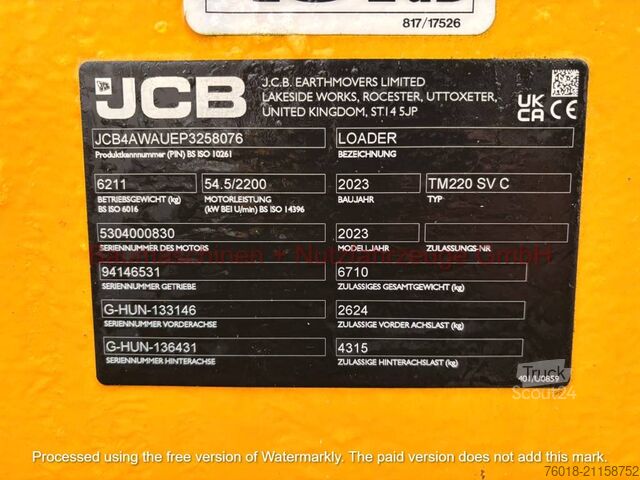 817/17526
JCB
J.C.B. EARTHMOVERS LIMITED
LAKESIDE WORKS, ROCESTER, UTTOXETER,
UNITED KINGDOM, ST14 5JP
UK CA CE
JCB4AWAUEP3258076
Produktkennnummer (PIN) BS ISO 10261
LOADER
BEZEICHNUNG
6211
BETRIEBSGEWICHT (kg)
BS ISO 6016
54.5/2200
MOTORLEISTUNG
(kW BEI U/min) BS ISO 14396
2023
BAUJAHR
TM220 SV C
TYP
5304000830
SERIENNUMMER DES MOTORS
2023
MODELLJAHR
ZULASSUNGS-NR
Baumaschinen + Nutzfahrzeuge GmbH
94146531
SERIENNUMMER GETRIEBE
6710
ZULÄSSIGES GESAMTGEWICHT (kg)
G-HUN-133146
SERIENNUMMER VORDERACHSE
2624
ZULÄSSIGE VORDER ACHSLAST (kg)
G-HUN-136431
SERIENNUMMER HINTERACHSE
4315
ZULÄSSIGE HINTERACHSLAST (kg)
401/U0859
Truck
Scout24
Processed using the free version of Watermarkly. The paid version does not add this mark.
76018-21158752